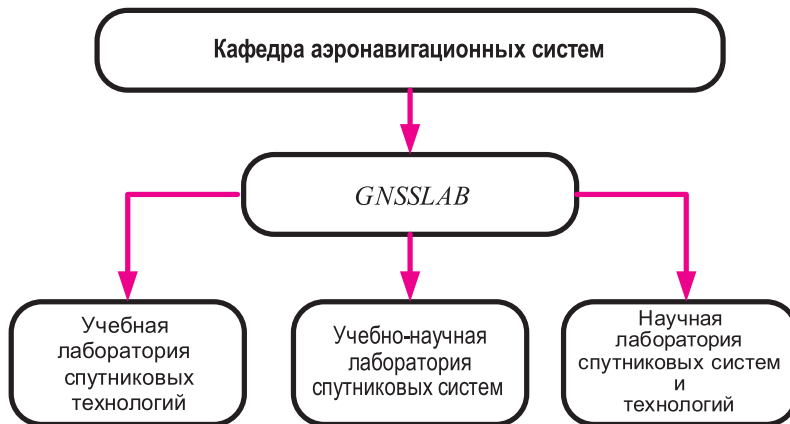 Кафедра аэронавигационных систем
GNSSLAB
Учебная
лаборатория
спутниковых
технологий
Учебно-научная
лаборатория
спутниковых систем
Научная
лаборатория
спутниковых систем
и
технологий